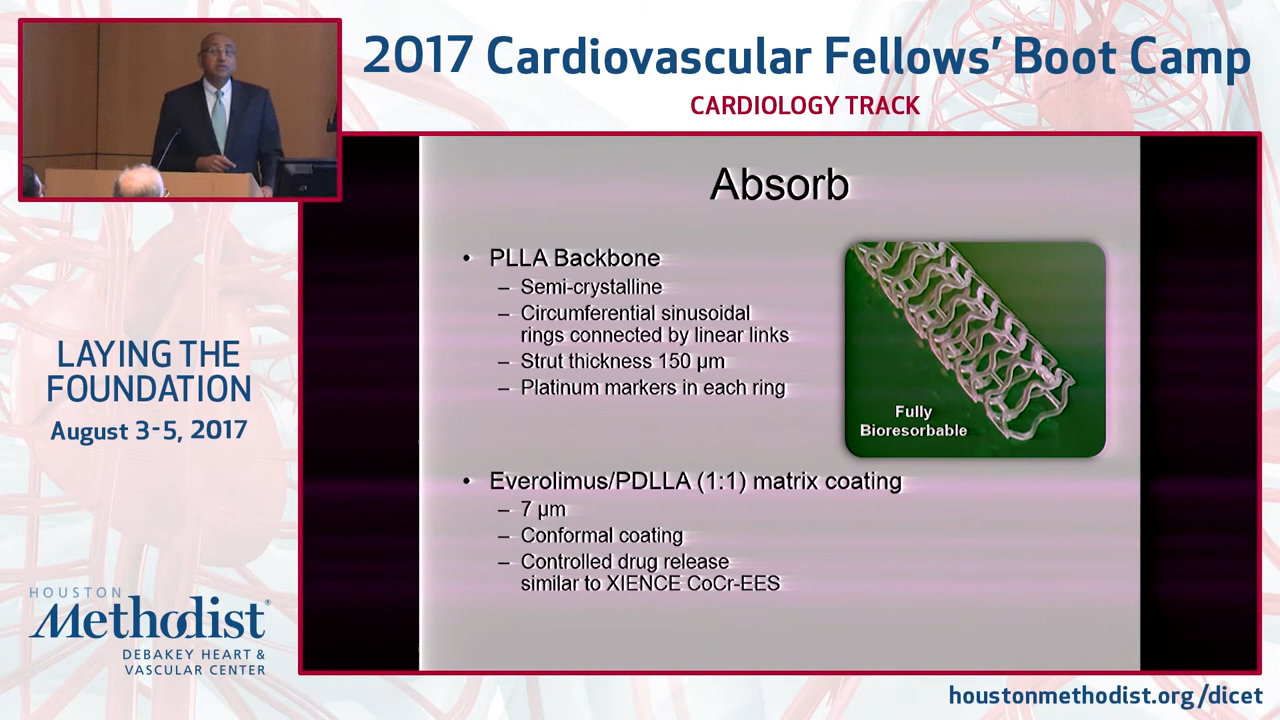 2017 Cardiovascular Fellows' Boot Camp
CARDIOLOGY TRACK
LAYING THE
FOUNDATION
August 3-5, 2017
HOUSTON
Methodist®
DEBAKEY HEART &
VASCULAR CENTER
Absorb
• PLLA Backbone
– Semi-crystalline
– Circumferential sinusoidal
rings connected by linear links
– Strut thickness 150 µm
– Platinum markers in each ring
Fully
Bioresorbable
• Everolimus/PDLLA (1:1) matrix coating
– 7 µm
– Conformal coating
– Controlled drug release
similar to XIENCE CoCr-EES
houstonmethodist.org/dicet